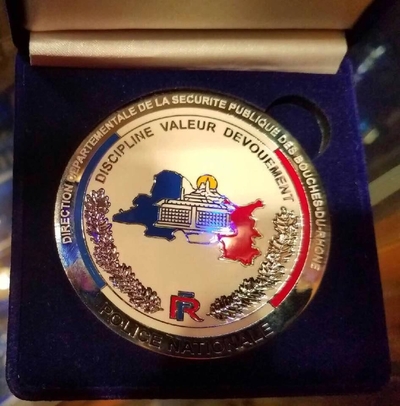 DIRECTION DEPARTEMENTALE DE LA SECURITE PUBLIQUE DES BOUCHES-DU-RHONE
DISCIPLINE VALEUR DEVOUEMENT
RF
POLICE NATIONALE